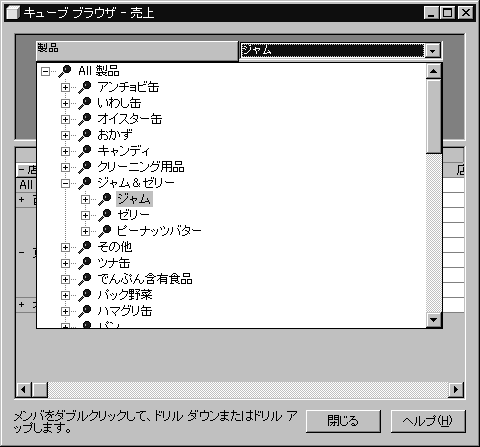 キューブ ブラウザ - 売上
製品
ジャム
All 製品
アンチョビ缶
いわし缶
オイスター缶
おかず
キャンディ
クリーニング用品
ジャム＆ゼリー
ジャム
ゼリー
ピーナッツバター
その他
ツナ缶
でんぷん含有食品
パック野菜
ハマグリ缶
パン
- 店
店
All
メンバをダブルクリックして、ドリル ダウンまたはドリル ア
ップします。
閉じる
ヘルプ(H)